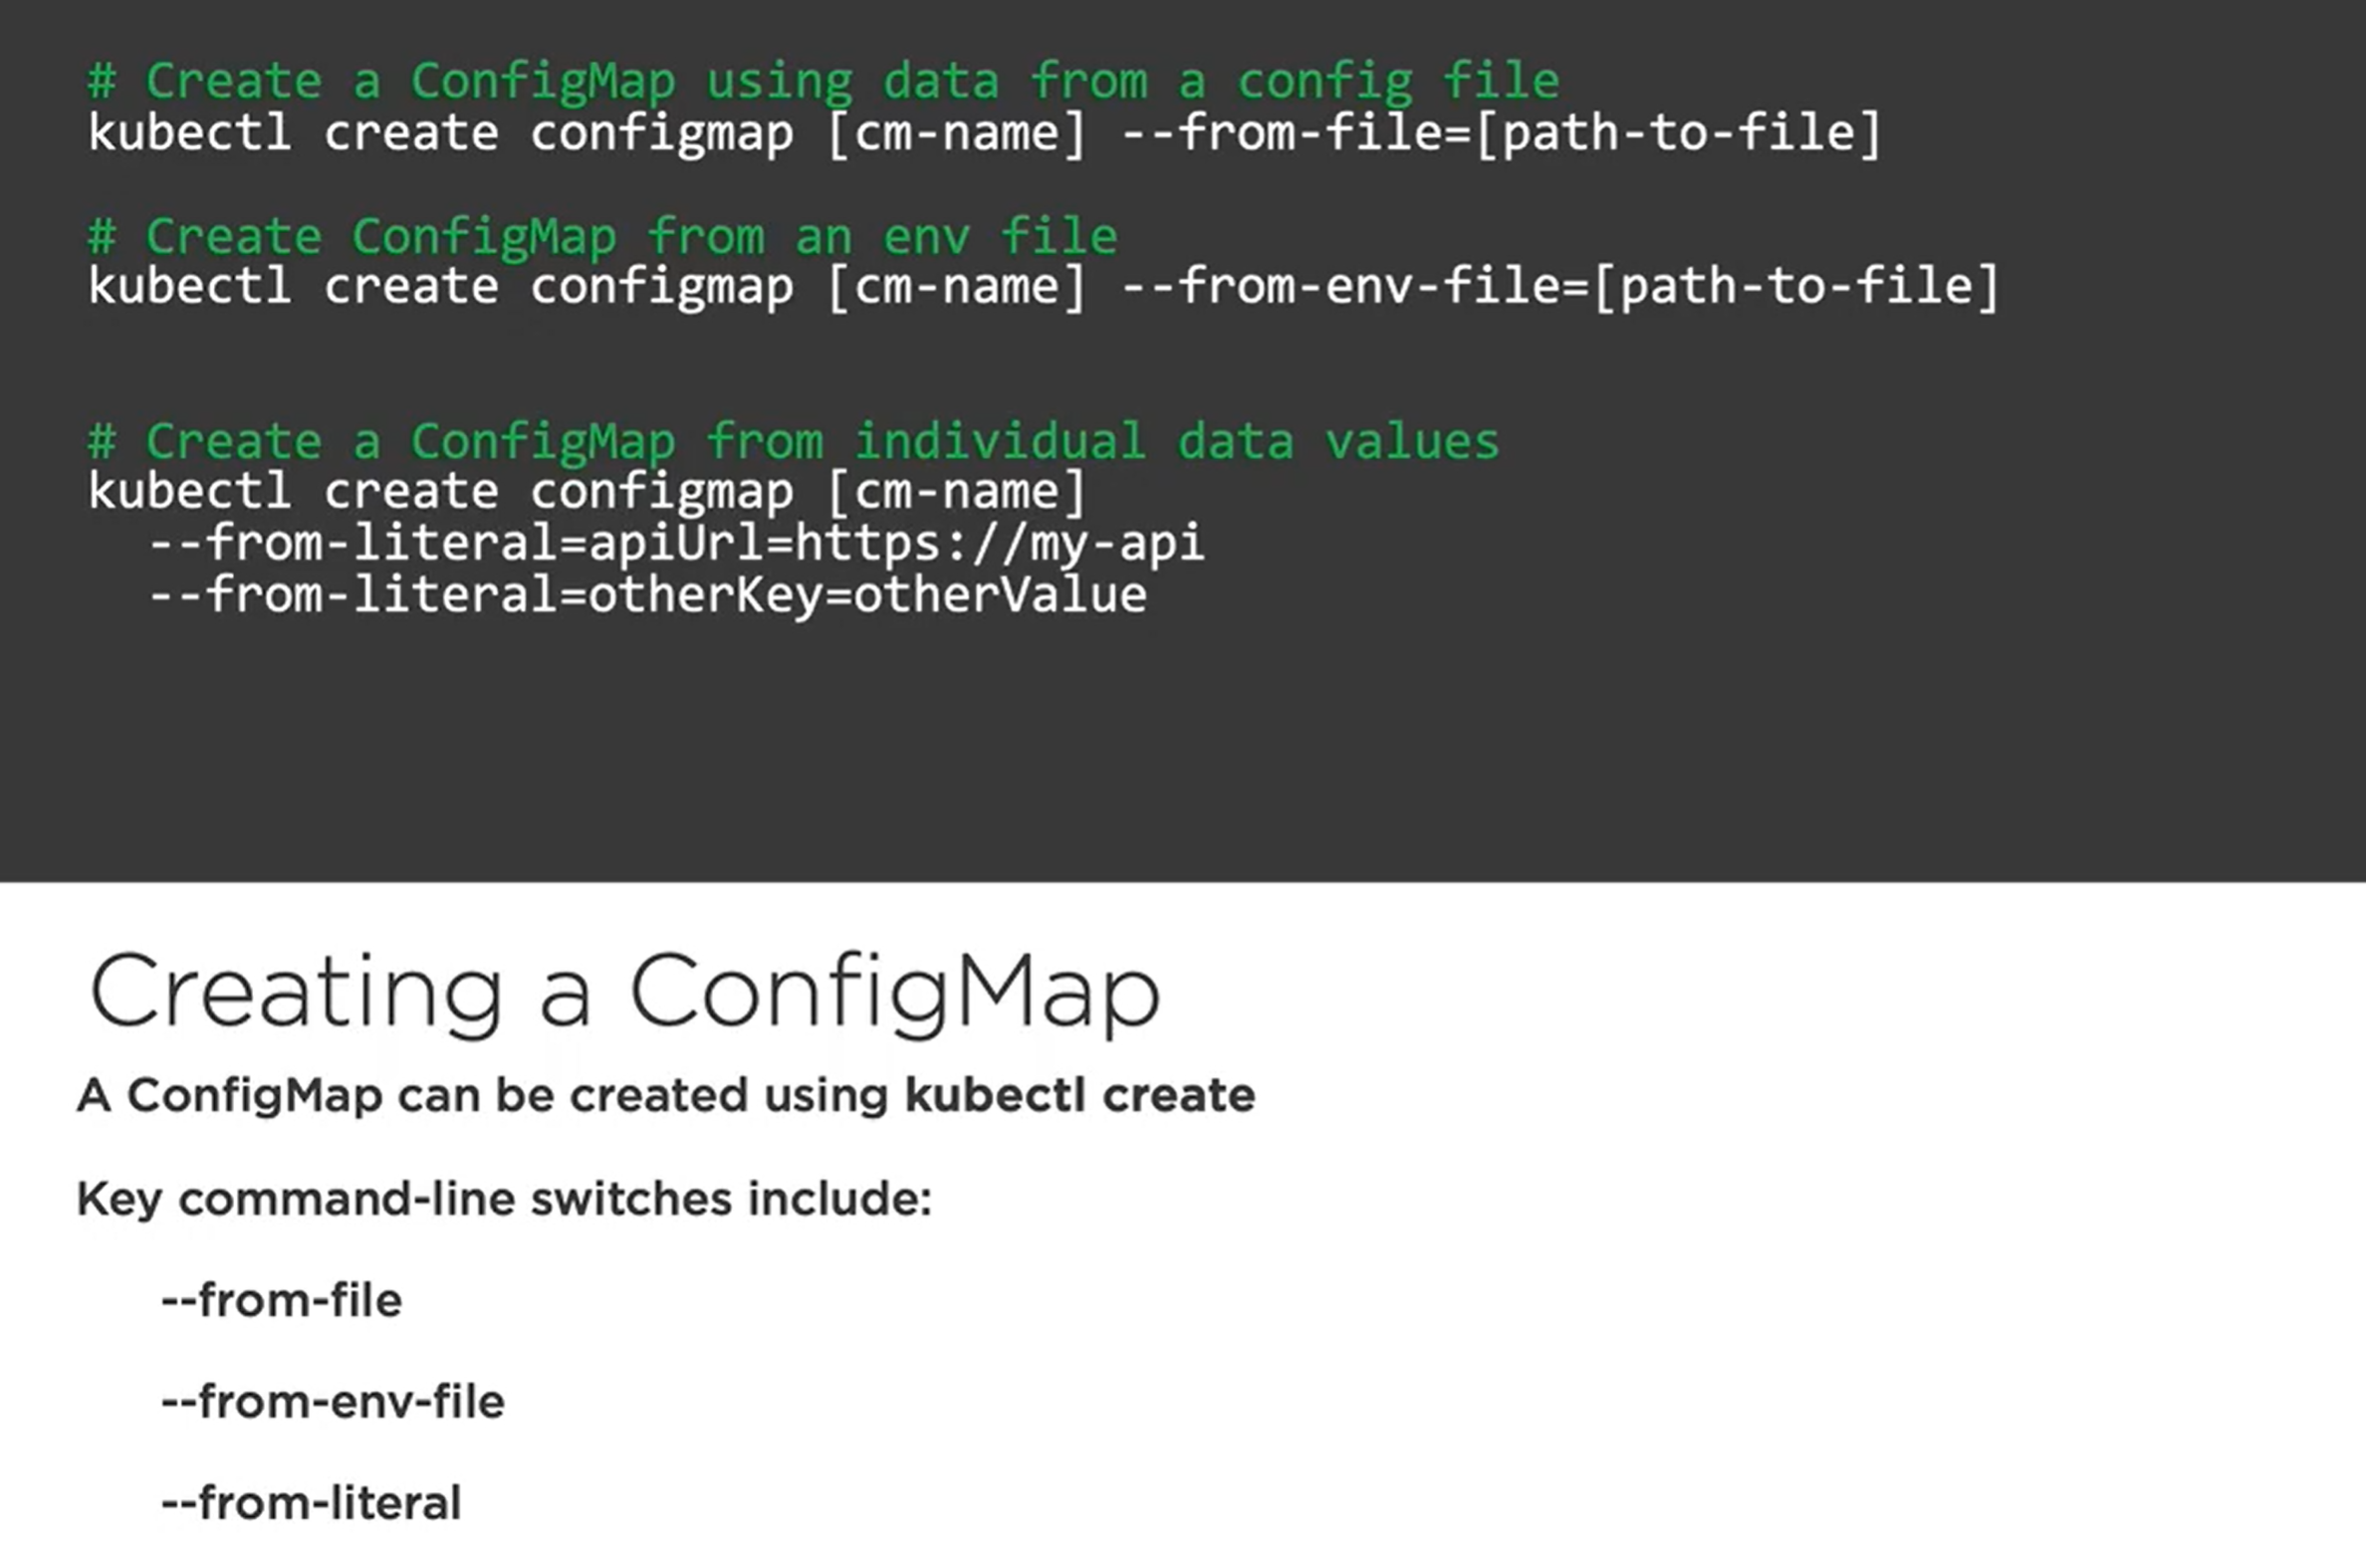 # Create a ConfigMap using data from a config file
kubectl create configmap [cm-name] --from-file=[path-to-file]
# Create ConfigMap from an env file
kubectl create configmap [cm-name] --from-env-file=[path-to-file]
# Create a ConfigMap from individual data values
kubectl create configmap [cm-name]
--from-literal=apiUrl=https://my-api
--from-literal=otherKey=otherValue
Creating a ConfigMap
A ConfigMap can be created using kubectl create
Key command-line switches include:
--from-file
--from-env-file
--from-literal